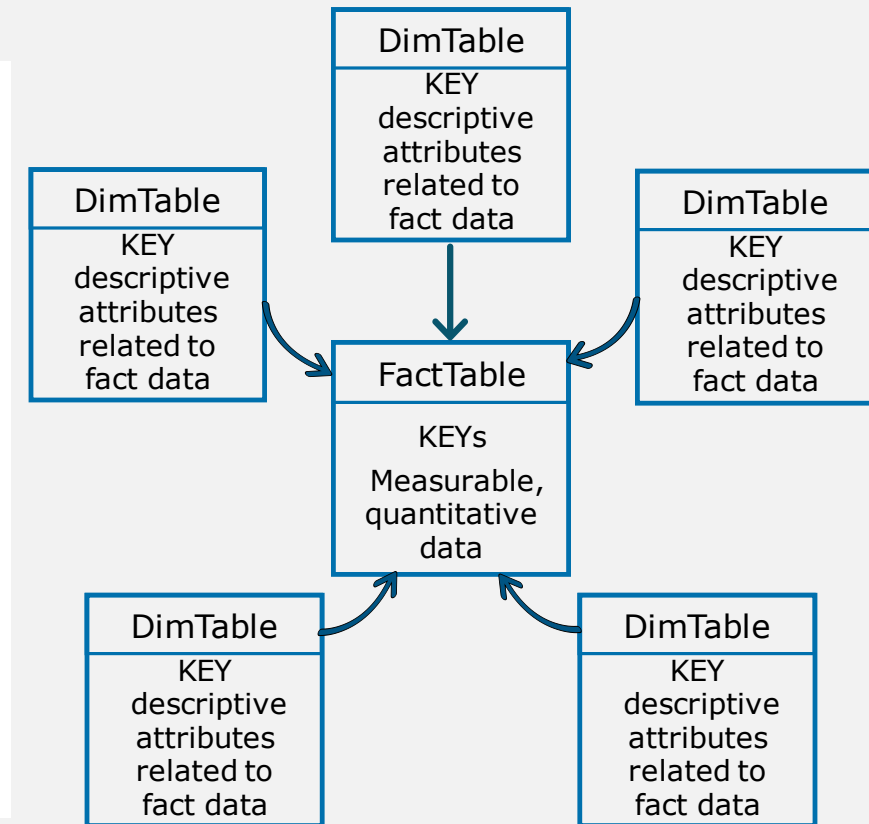 DimTable
KEY
descriptive
attributes
related to
fact data
DimTable
KEY
descriptive
attributes
related to
fact data
DimTable
KEY
descriptive
attributes
related to
fact data
FactTable
KEYs
Measurable,
quantitative
data
DimTable
KEY
descriptive
attributes
related to
fact data
DimTable
KEY
descriptive
attributes
related to
fact data